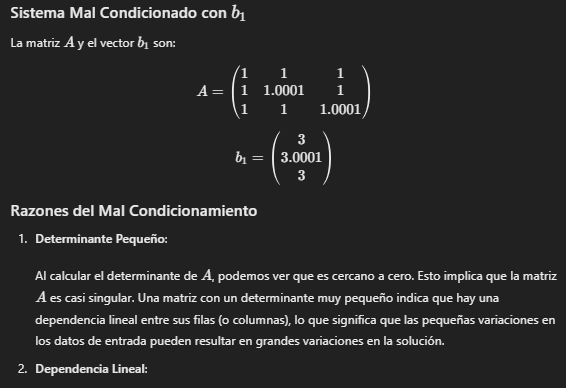 Sistema Mal Condicionado con b₁
La matriz A y el vector b₁ son:
1 1 1
A = 1 1.0001 1
1 1 1.0001
3
b₁ = 3.0001
3
Razones del Mal Condicionamiento
1. Determinante Pequeño:
Al calcular el determinante de A, podemos ver que es cercano a cero. Esto implica que la matriz
A es casi singular. Una matriz con un determinante muy pequeño indica que hay una
dependencia lineal entre sus filas (o columnas), lo que significa que las pequeñas variaciones en
los datos de entrada pueden resultar en grandes variaciones en la solución.
2. Dependencia Lineal: